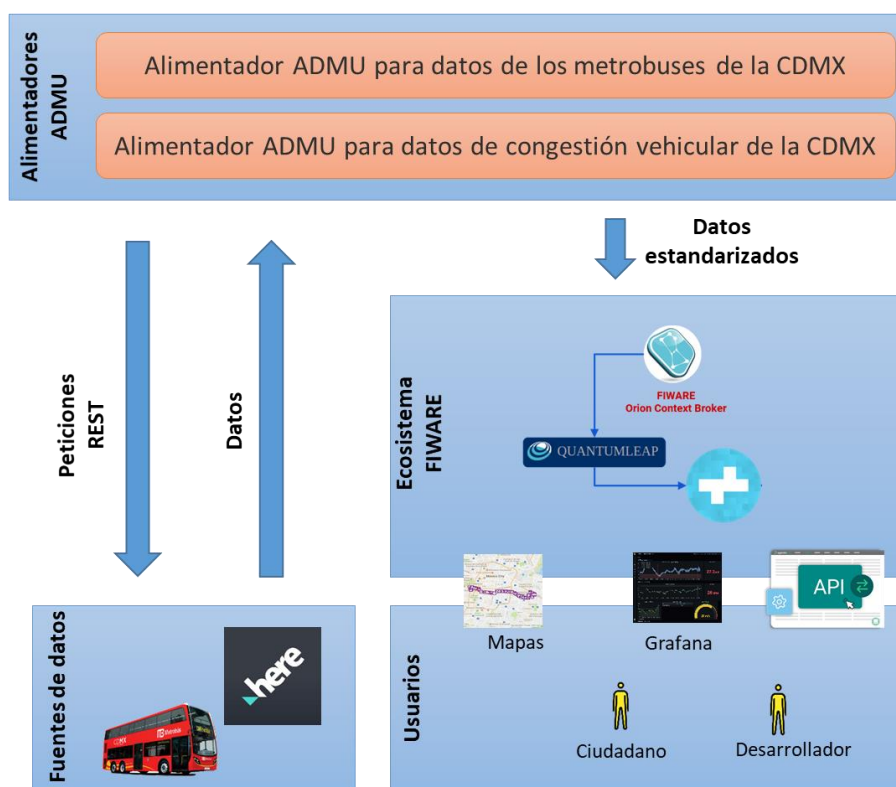 Alimentadores
ADMU
Alimentador ADMU para datos de los metrobuses de la CDMX
Alimentador ADMU para datos de congestión vehicular de la CDMX
Peticiones
REST
Datos
Datos
estandarizados
Ecosistema
FIWARE
FIWARE
Orion Context Broker
QUANTUMLEAP
API
Mapas
Grafana
Fuentes de datos
here
CDMX
Metrobús
Usuarios
Ciudadano
Desarrollador